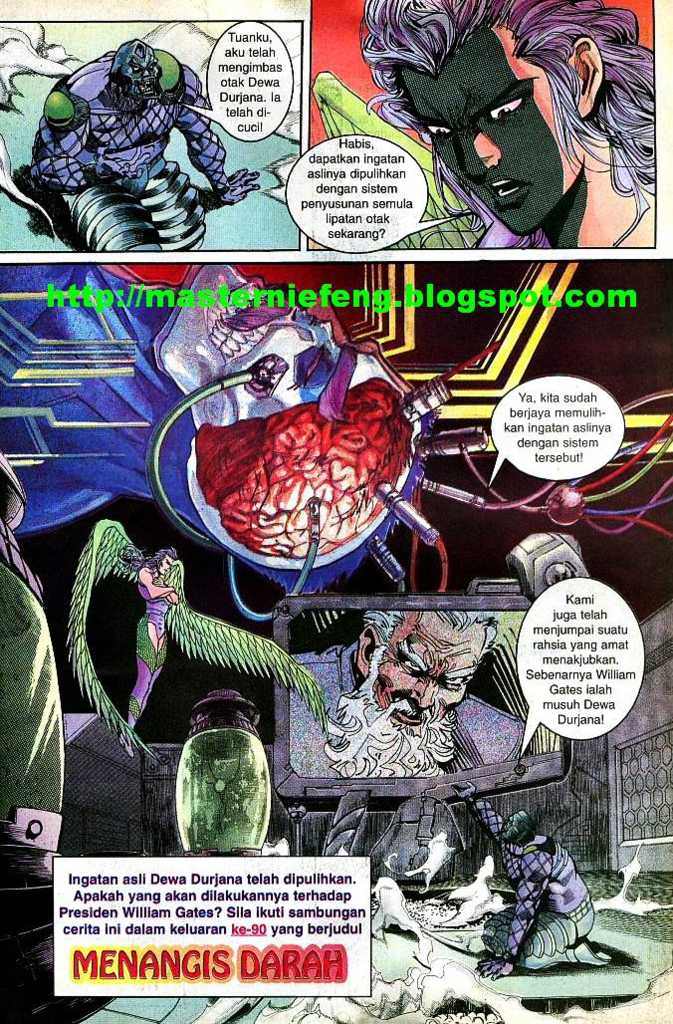 Tuanku,
aku telah
mengimbas
otak Dewa
Durjana. Ia
telah di-
cuci!
Habis,
dapatkan ingatan
aslinya dipulihkan
dengan sistem
penyusunan semula
lipatan otak
sekarang?
http://masterniefeng.blogspot.com
Ya, kita sudah
berjaya memulih-
kan ingatan aslinya
dengan sistem
tersebut!
Kami
juga telah
menjumpai suatu
rahsia yang amat
menakjubkan.
Sebenarnya William
Gates ialah
musuh Dewa
Durjana!
Ingatan asli Dewa Durjana telah dipulihkan.
Apakah yang akan dilakukannya terhadap
Presiden William Gates? Sila ikuti sambungan
cerita ini dalam keluaran ke-90 yang berjudul
MENANGIS DARAH